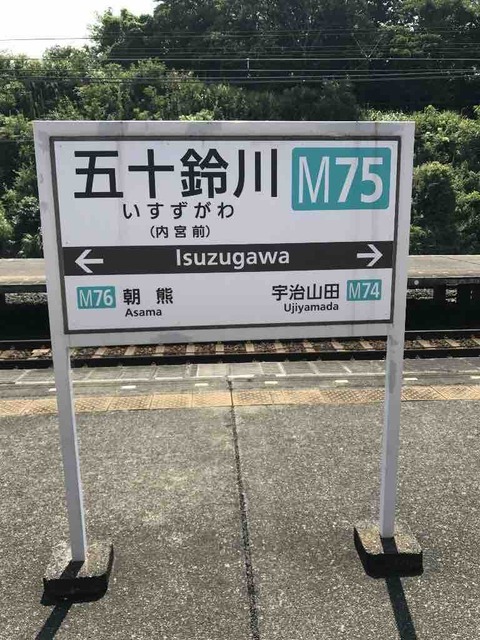 五十鈴川 M75
いすずがわ
(内宮前)
← Isuzugawa →
M76 朝熊 宇治山田 M74
Asama Ujiyamada